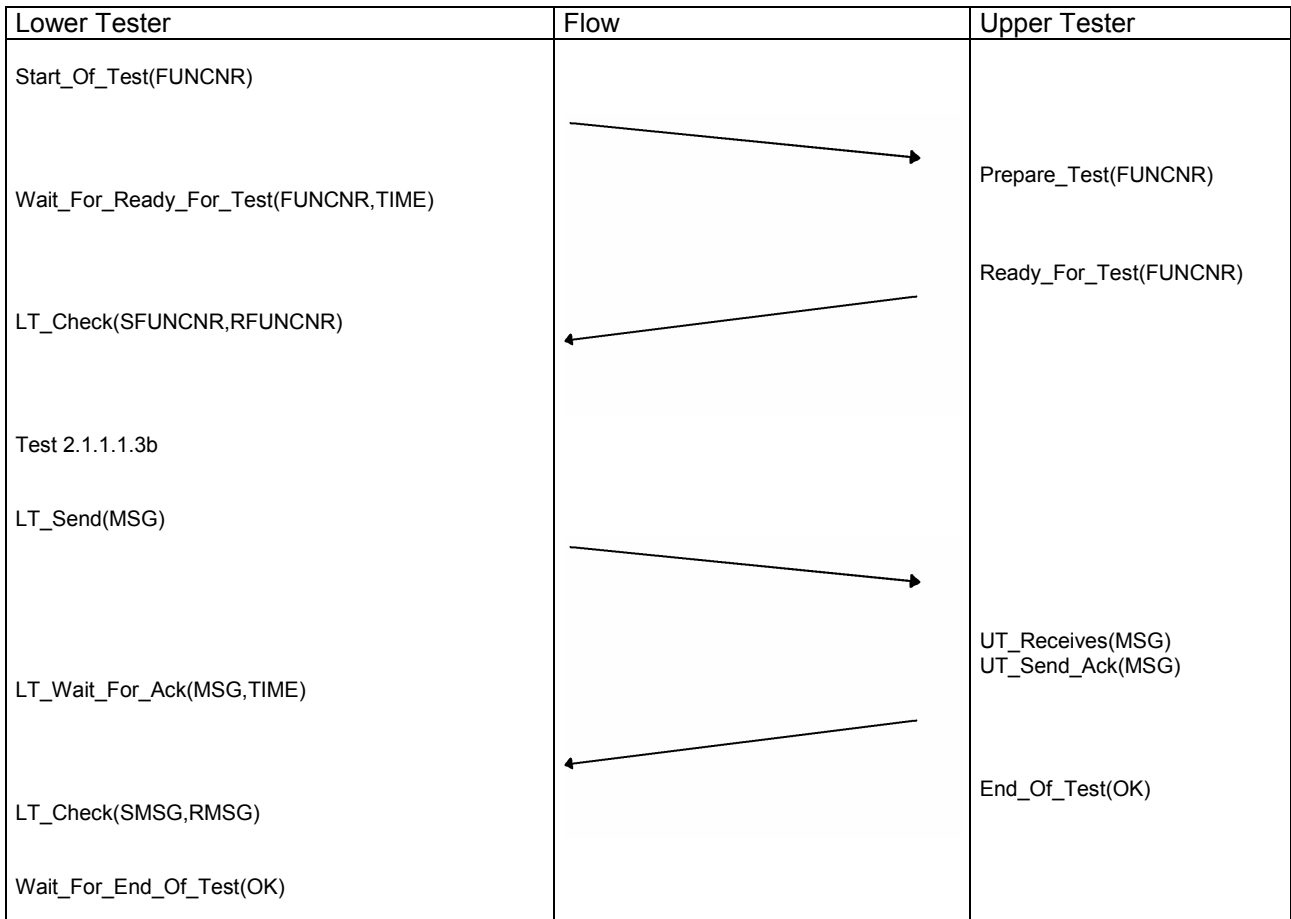 Lower Tester
Flow
Upper Tester
Start_Of_Test(FUNCNR)
Prepare_Test(FUNCNR)
Wait_For_Ready_For_Test(FUNCNR,TIME)
Ready_For_Test(FUNCNR)
LT_Check(SFUNCNR,RFUNCNR)
Test 2.1.1.1.3b
LT_Send(MSG)
UT_Receives(MSG)
UT_Send_Ack(MSG)
LT_Wait_For_Ack(MSG,TIME)
End_Of_Test(OK)
LT_Check(SMSG,RMSG)
Wait_For_End_Of_Test(OK)